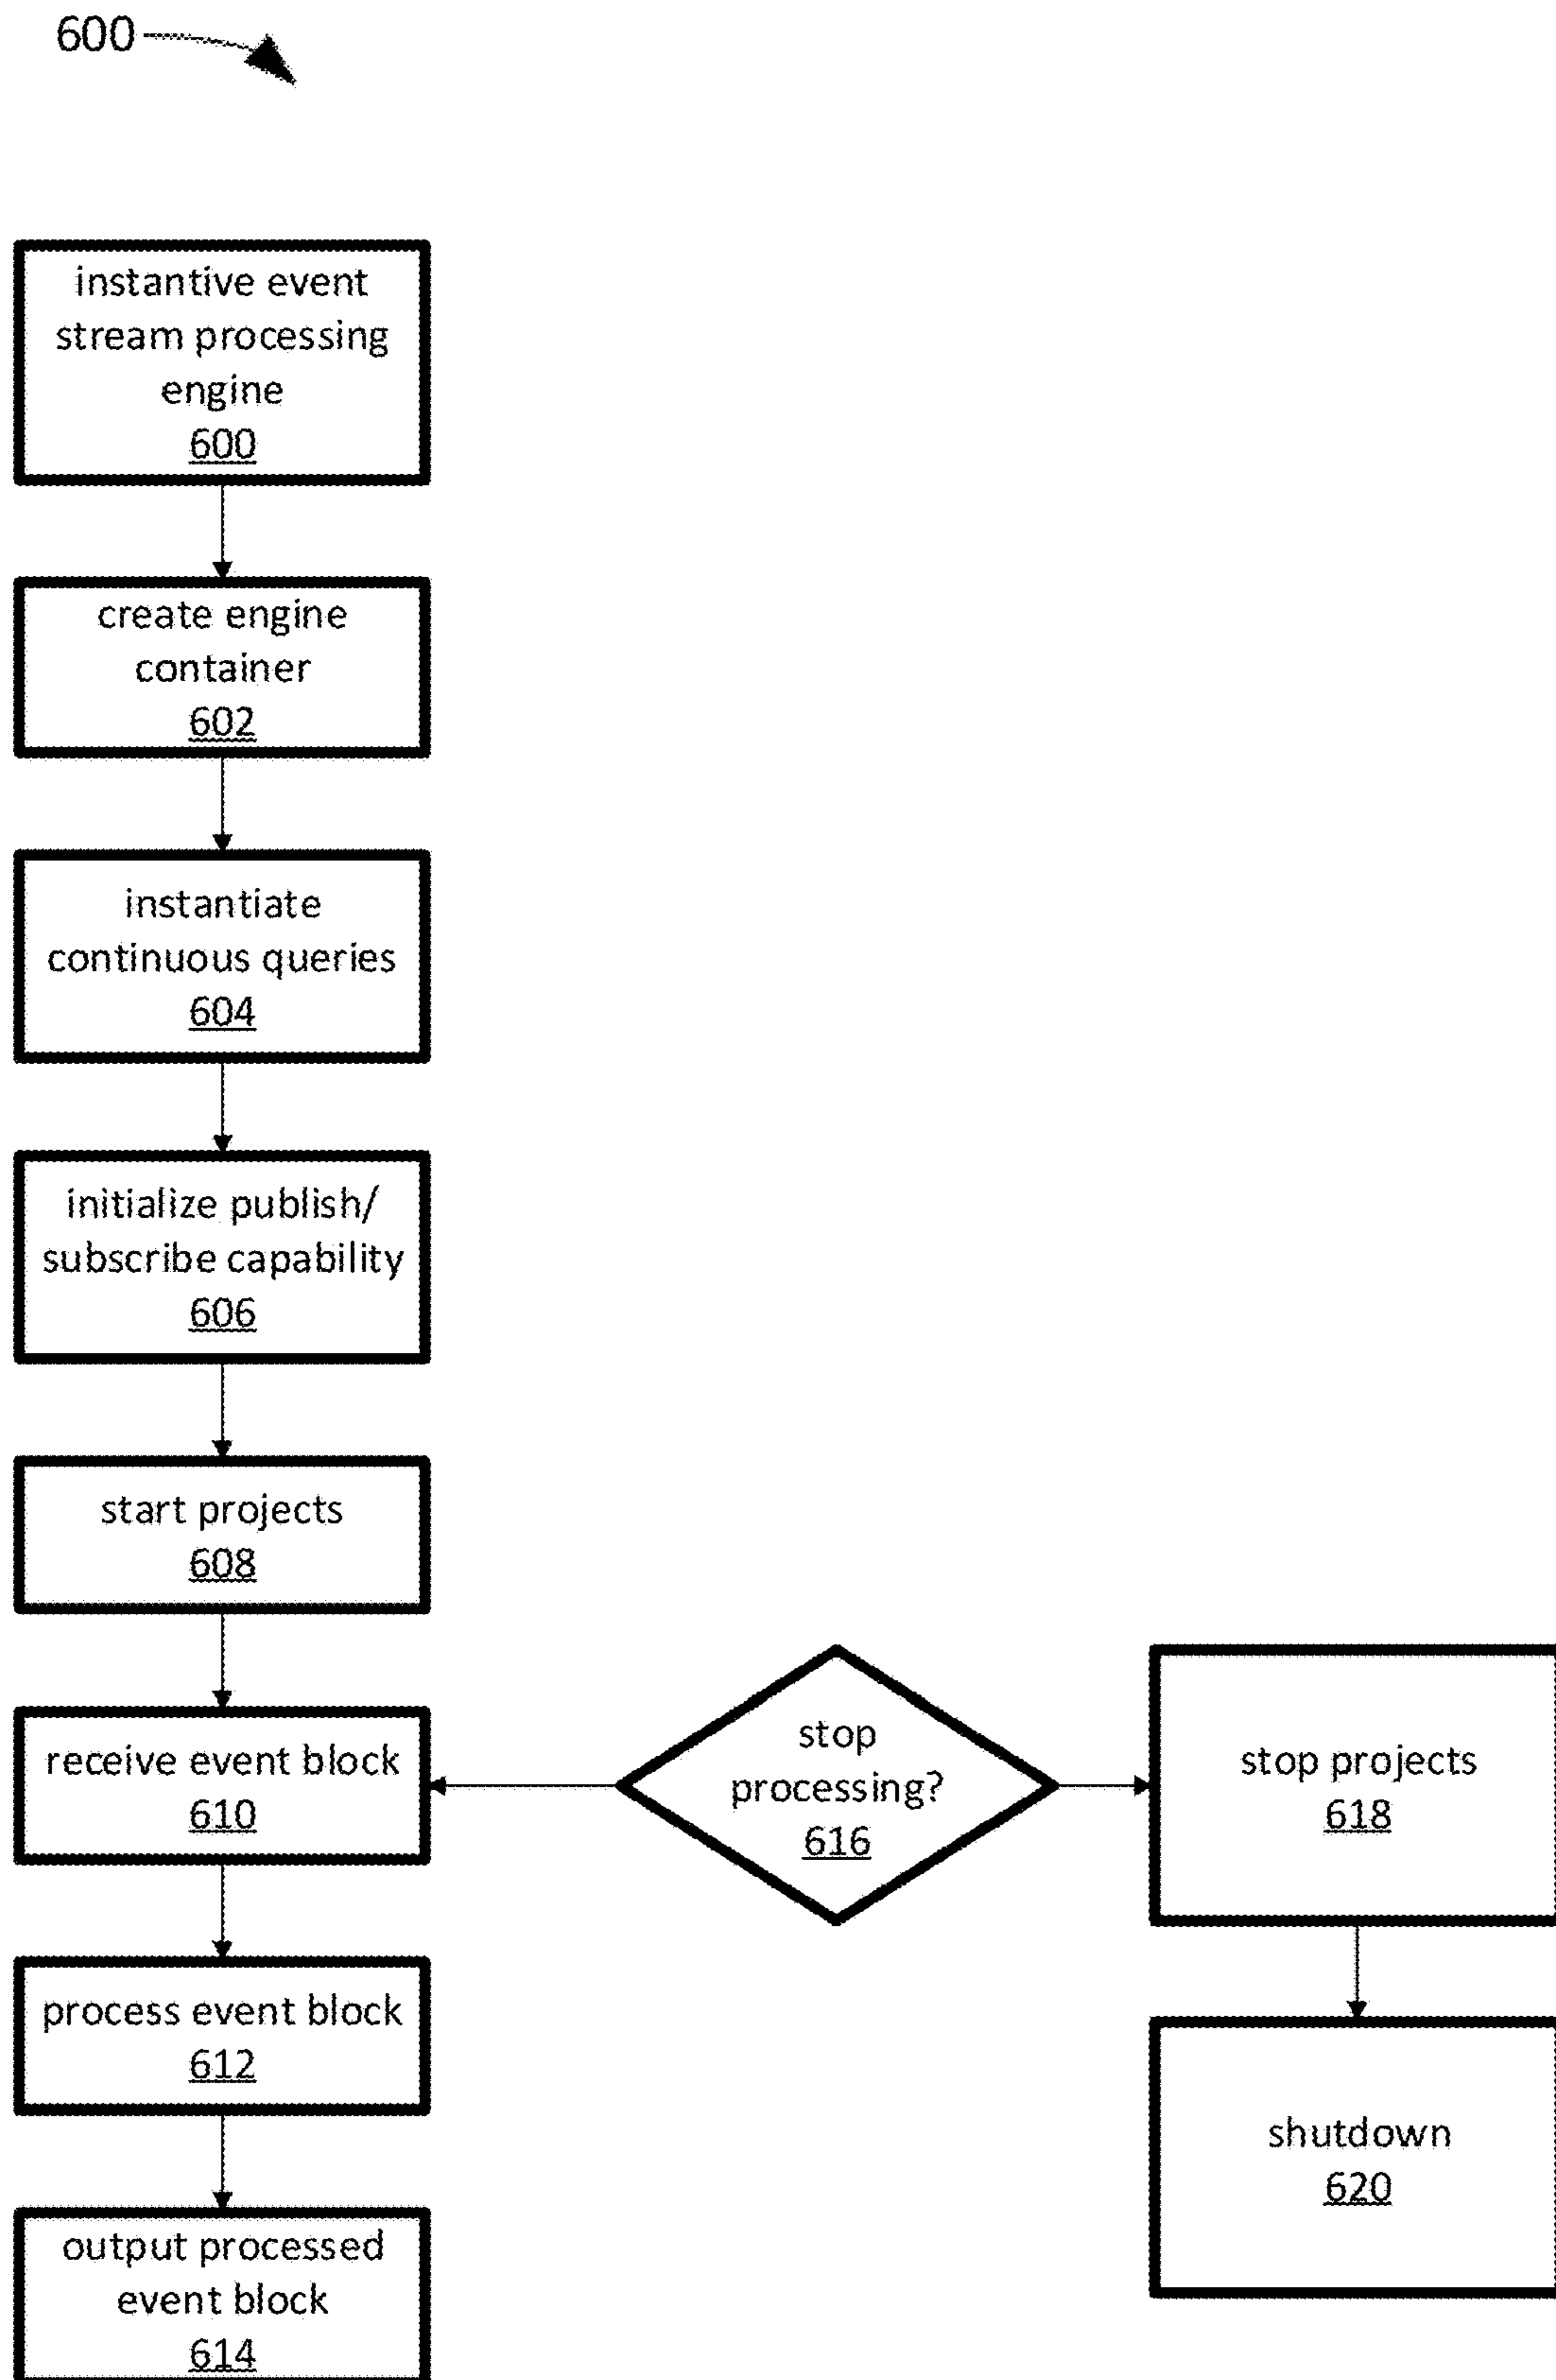 600
instantive event
stream processing
engine
600
create engine
container
602
instantiate
continuous queries
604
initialize publish/
subscribe capability
606
start projects
608
receive event block
610
process event block
612
output processed
event block
614
stop
processing?
616
stop projects
618
shutdown
620